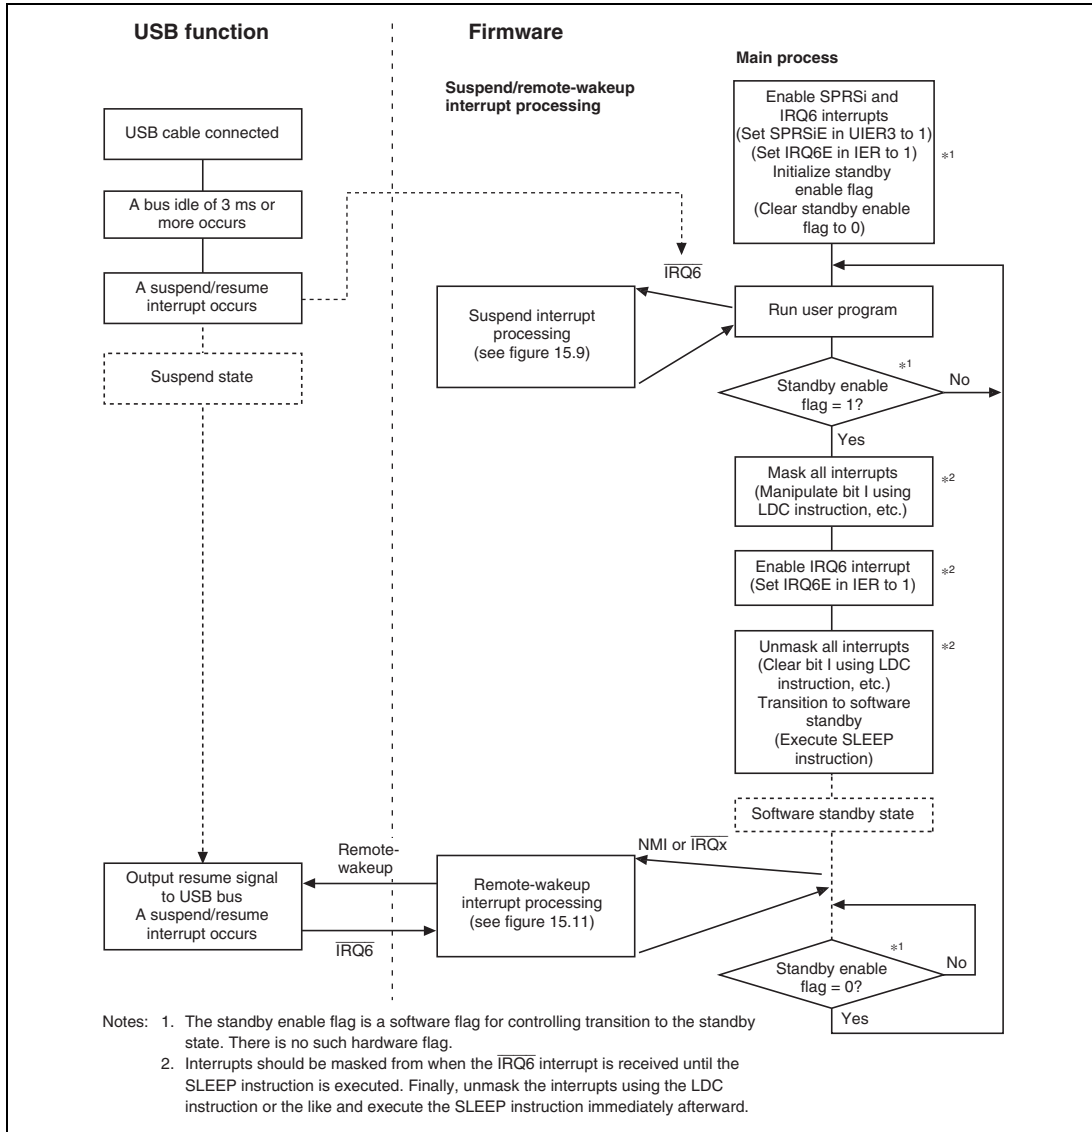 USB function
Firmware
Main process
Suspend/remote-wakeup
interrupt processing
Enable SPRSi and
IRQ6 interrupts
(Set SPRSiE in UIER3 to 1)
(Set IRQ6E in IER to 1)
Initialize standby
enable flag
(Clear standby enable
flag to 0)
*1
USB cable connected
A bus idle of 3 ms or
more occurs
A suspend/resume
interrupt occurs
Suspend state
IRQ6
Suspend interrupt
processing
(see figure 15.9)
Run user program
*1
Standby enable
flag = 1?
No
Yes
Mask all interrupts
(Manipulate bit I using
LDC instruction, etc.)
*2
Enable IRQ6 interrupt
(Set IRQ6E in IER to 1)
*2
Unmask all interrupts
(Clear bit I using LDC
instruction, etc.)
Transition to software
standby
(Execute SLEEP
instruction)
*2
Software standby state
NMI or IRQx
Remote-
wakeup
Output resume signal
to USB bus
A suspend/resume
interrupt occurs
IRQ6
Remote-wakeup
interrupt processing
(see figure 15.11)
*1
Standby enable
flag = 0?
No
Yes
Notes: 1. The standby enable flag is a software flag for controlling transition to the standby
state. There is no such hardware flag.
2. Interrupts should be masked from when the IRQ6 interrupt is received until the
SLEEP instruction is executed. Finally, unmask the interrupts using the LDC
instruction or the like and execute the SLEEP instruction immediately afterward.